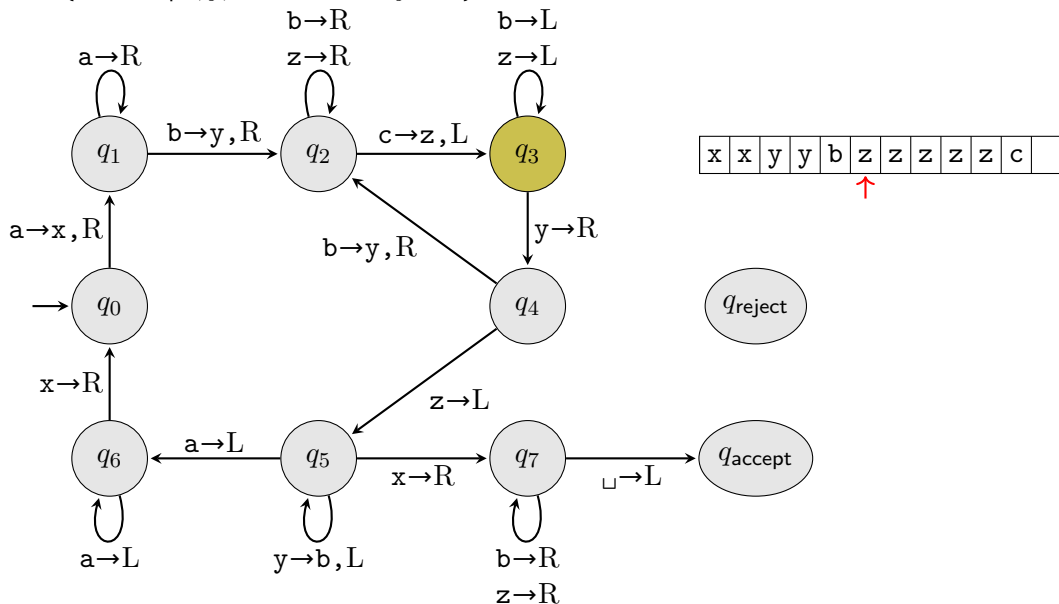 b→R
b→L
a→R
z→R
z→L
q1
b→y,R
q2
c→z,L
q3
x x y y b z z z z z c
↑
a→x,R
b→y,R
y→R
q0
q4
qreject
x→R
z→L
q6
a→L
q5
x→R
q7
␣→L
qaccept
a→L
y→b,L
b→R
z→R